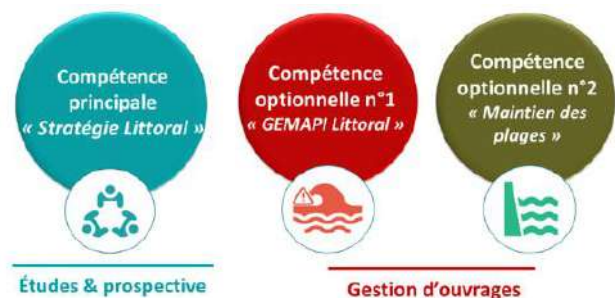 Compétence
principale
« Stratégie Littoral »
Compétence
optionnelle n°1
« GEMAPI Littoral »
Compétence
optionnelle n°2
« Maintien des
plages »
Études & prospective
Gestion d'ouvrages